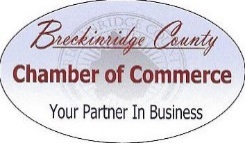 Breckinridge County
Chamber of Commerce
Your Partner In Business